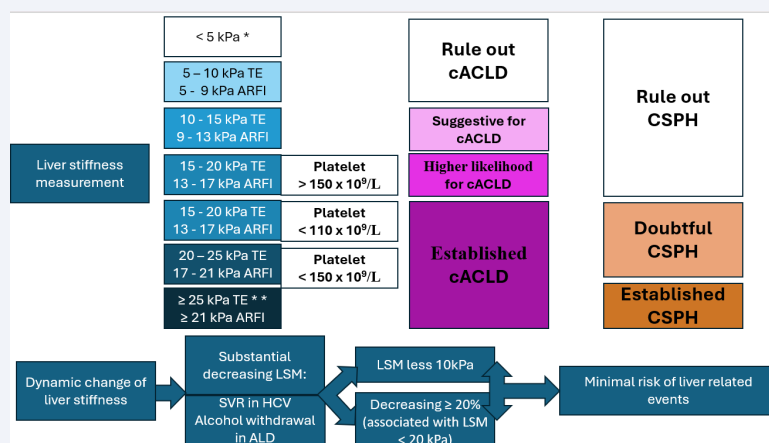 < 5 kPa *
5 – 10 kPa TE
5 - 9 kPa ARFI
10 - 15 kPa TE
9 - 13 kPa ARFI
Liver stiffness
measurement
15 - 20 kPa TE
13 - 17 kPa ARFI
Platelet
> 150 x 10⁹/L
15 - 20 kPa TE
13 - 17 kPa ARFI
Platelet
< 110 x 10⁹/L
20 – 25 kPa TE
17 - 21 kPa ARFI
Platelet
< 150 x 10⁹/L
≥ 25 kPa TE * *
≥ 21 kPa ARFI
Rule out
cACLD
Suggestive for
cACLD
Higher likelihood
for cACLD
Established
cACLD
Rule out
CSPH
Doubtful
CSPH
Established
CSPH
Dynamic change of
liver stiffness
Substantial
decreasing LSM:
SVR in HCV
Alcohol withdrawal
in ALD
LSM less 10kPa
Decreasing ≥ 20%
(associated with LSM
< 20 kPa)
Minimal risk of liver related
events